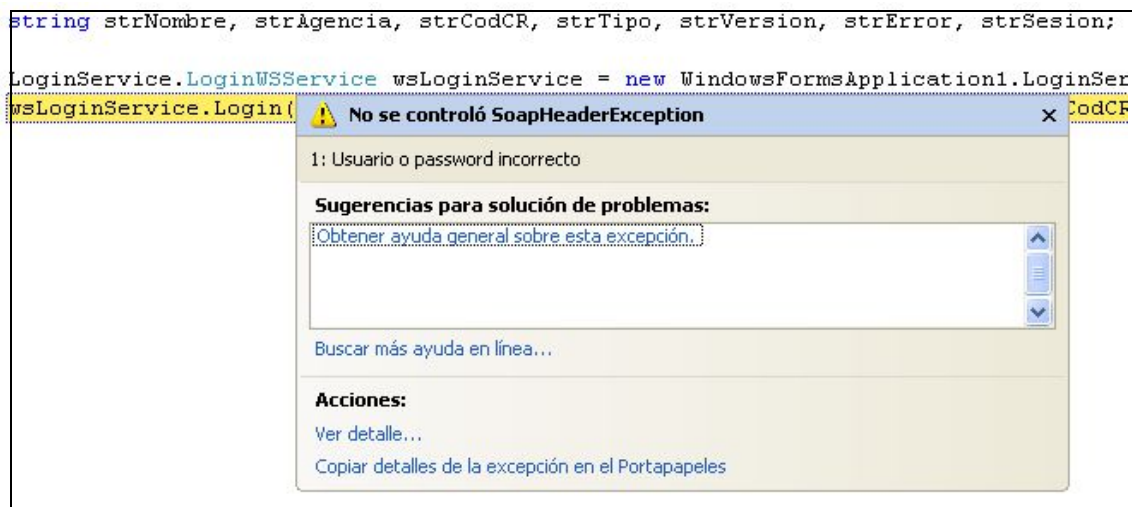 string strNombre, strAgencia, strCodCR, strTipo, strVersion, strError, strSesion;
LoginService.LoginWSService wsLoginService = new WindowsFormsApplication1.LoginSer
wsLoginService.Login( CodCR
No se controló SoapHeaderException
1: Usuario o password incorrecto
Sugerencias para solución de problemas:
Obtener ayuda general sobre esta excepción.
Buscar más ayuda en línea...
Acciones:
Ver detalle...
Copiar detalles de la excepción en el Portapapeles